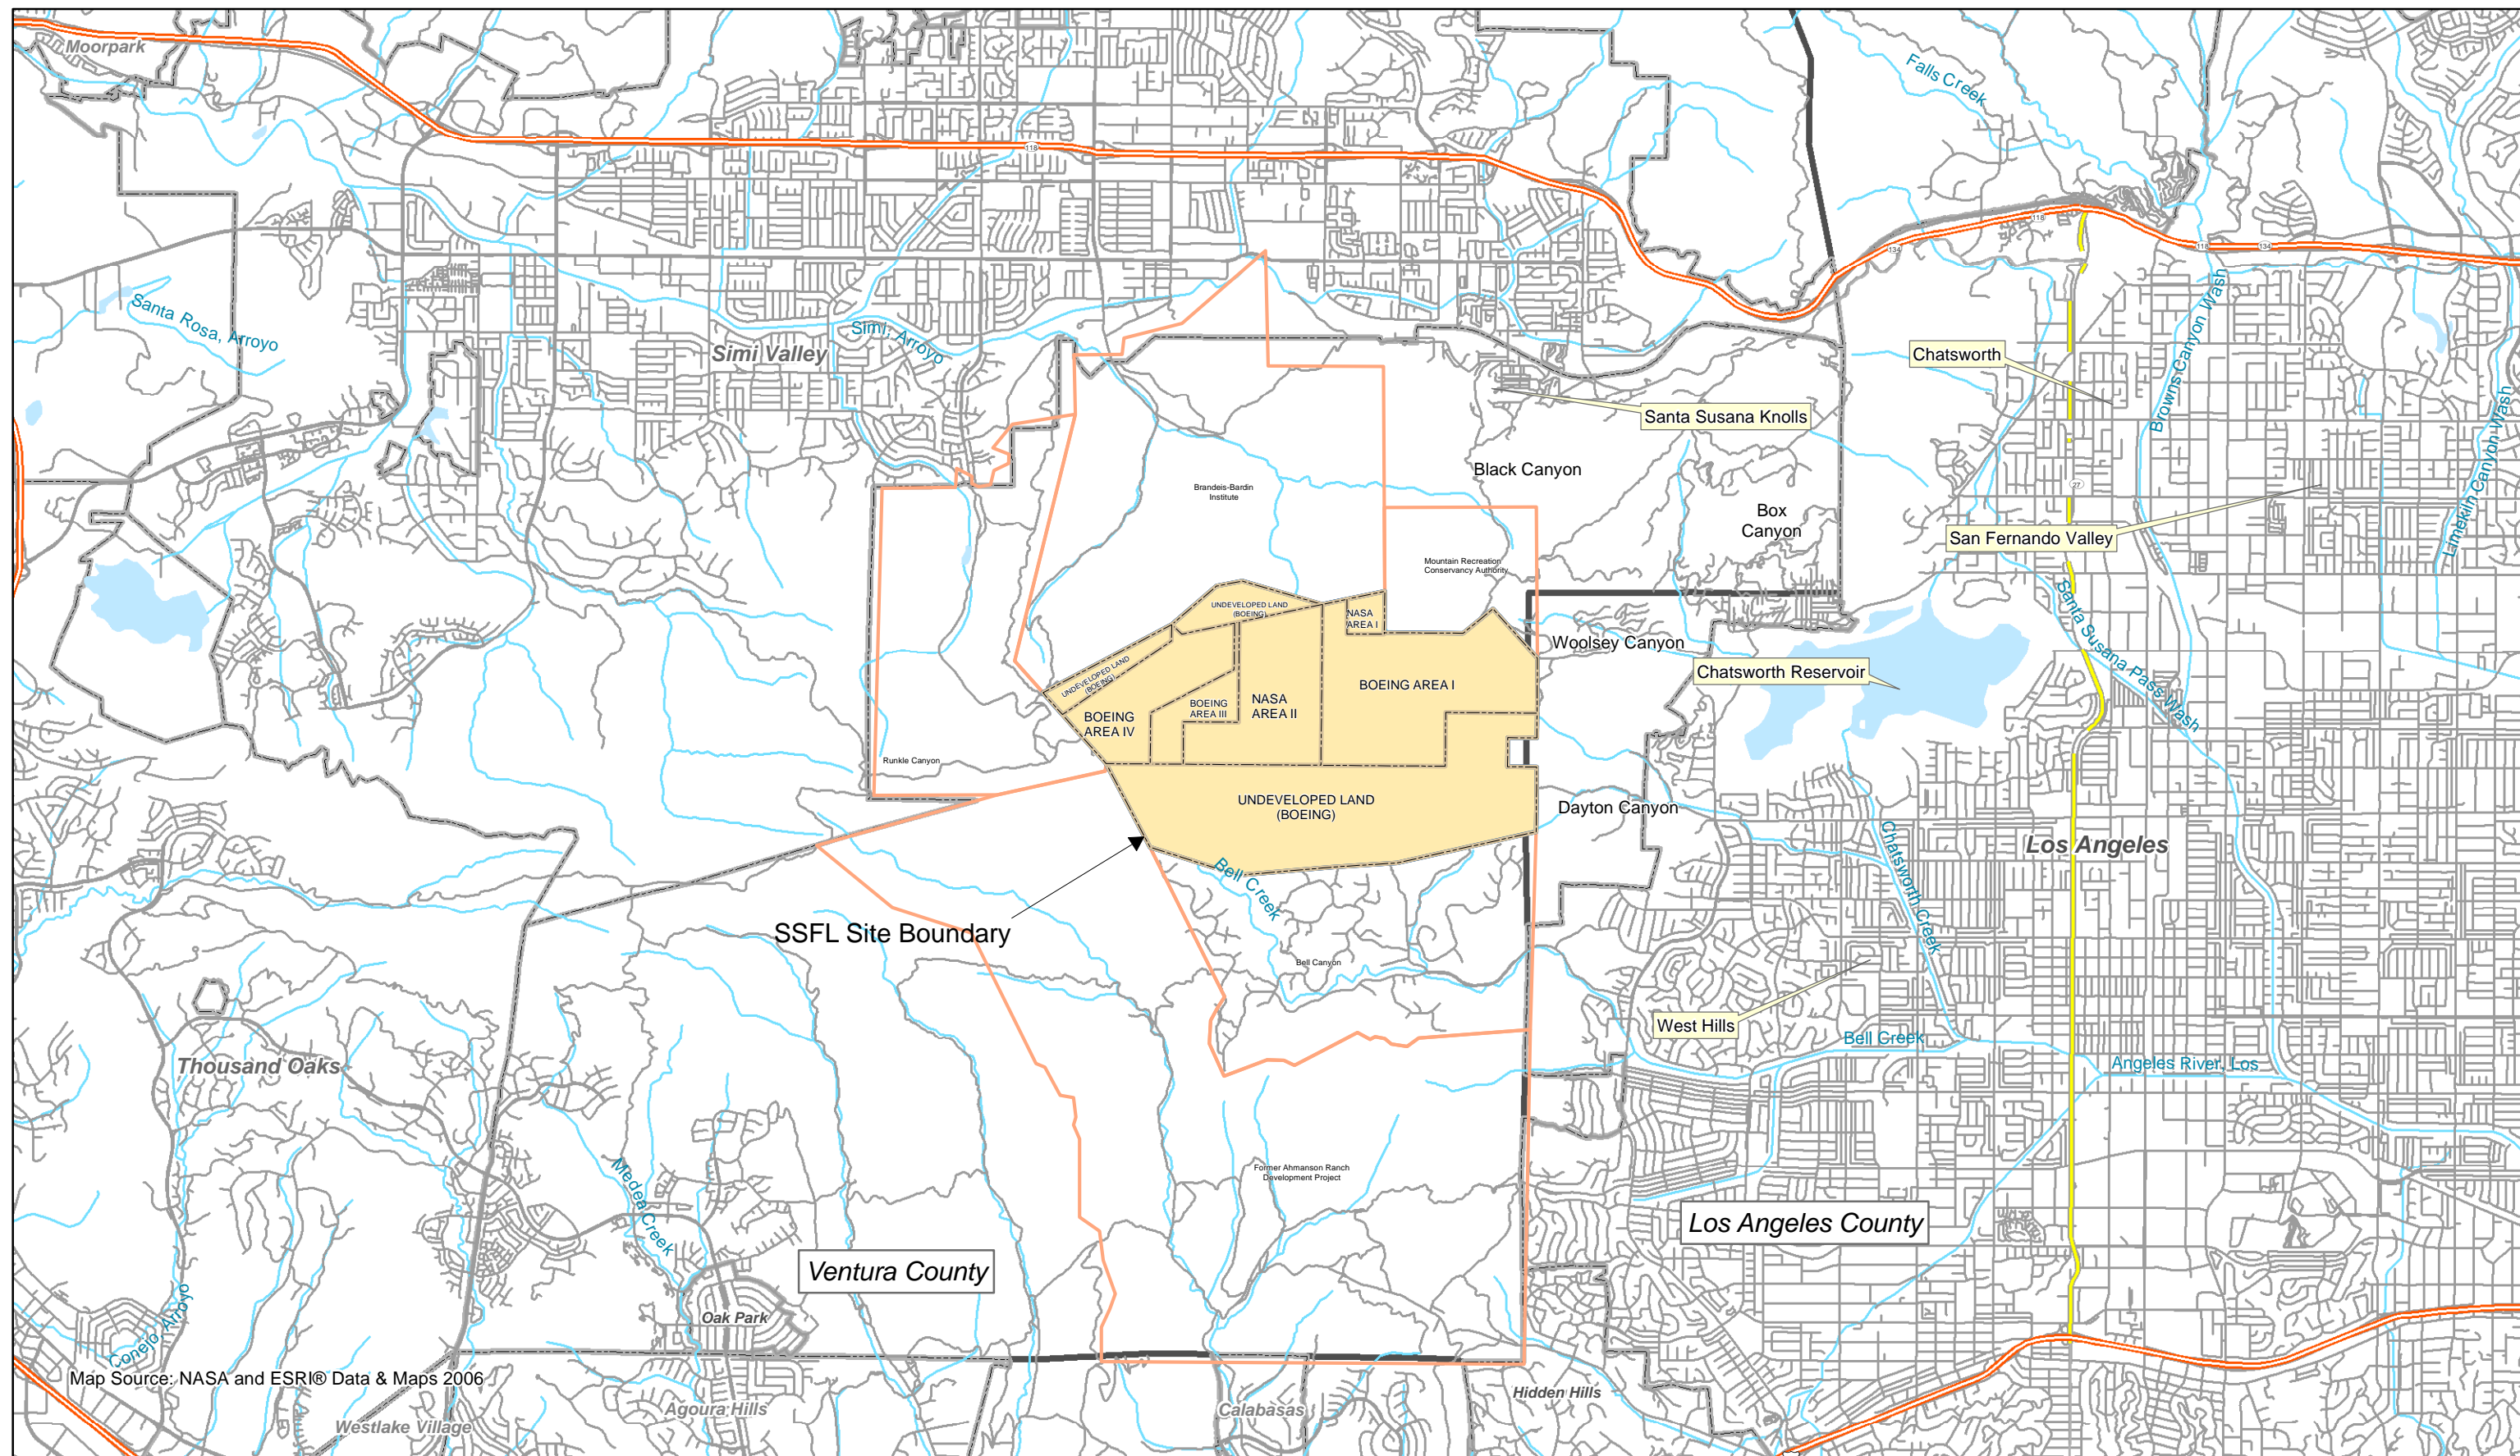 Moorpark
Falls Creek
118
118
134
118
134
Santa Rosa, Arroyo
Simi Valley
Simi, Arroyo
Chatsworth
Browns Canyon Wash
Limekiln Canyon Wash
Santa Susana Knolls
Black Canyon
Brandeis-Bardin
Institute
27
Box
Canyon
San Fernando Valley
Mountain Recreation
Conservancy Authority
UNDEVELOPED LAND
(BOEING)
NASA
AREA I
Santa Susana Pass Wash
Woolsey Canyon
Chatsworth Reservoir
UNDEVELOPED LAND
(BOEING)
BOEING AREA I
BOEING
AREA III
NASA
AREA II
BOEING
AREA IV
Runkle Canyon
UNDEVELOPED LAND
(BOEING)
Dayton Canyon
Chatsworth Creek
Los Angeles
Bell Creek
SSFL Site Boundary
Bell Canyon
West Hills
Bell Creek
Angeles River, Los
Thousand Oaks
Medea Creek
Former Ahmanson Ranch
Development Project
Los Angeles County
Ventura County
Oak Park
Conejo, Arroyo
Map Source: NASA and ESRI® Data & Maps 2006
Hidden Hills
Agoura Hills
Calabasas
Westlake Village